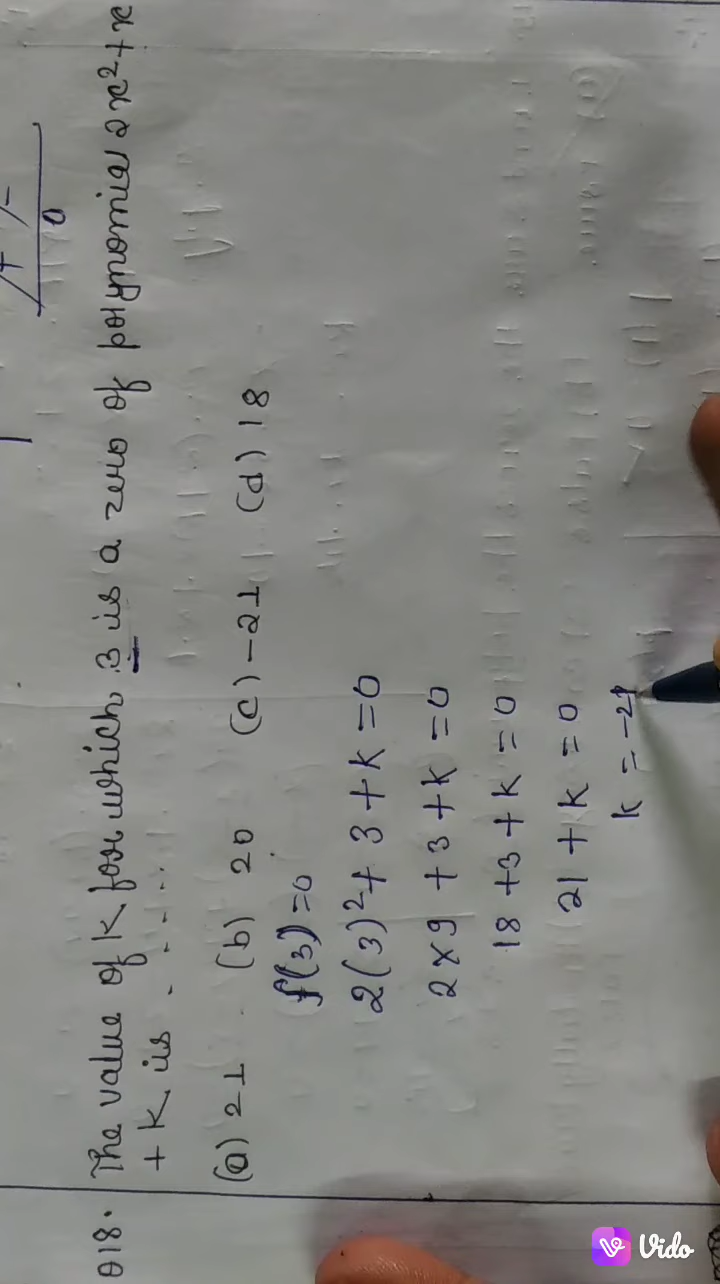 + -
0
Q18. The value of K for which 3 is a zero of polynomial 2x²+x
+ K is . - - . . .
(a) 21 (b) 20 (c) -21 (d) 18
f(3)=0
2(3)²+3+K=0
2×9 +3+K=0
18+3+K=0
21+K=0
K=-21
Vido